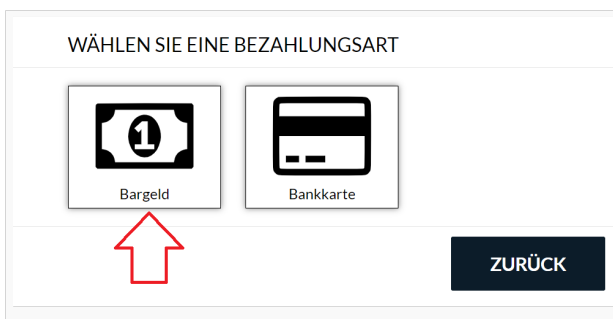 WÄHLEN SIE EINE BEZAHLUNGSART
1
Bargeld
Bankkarte
ZURÜCK